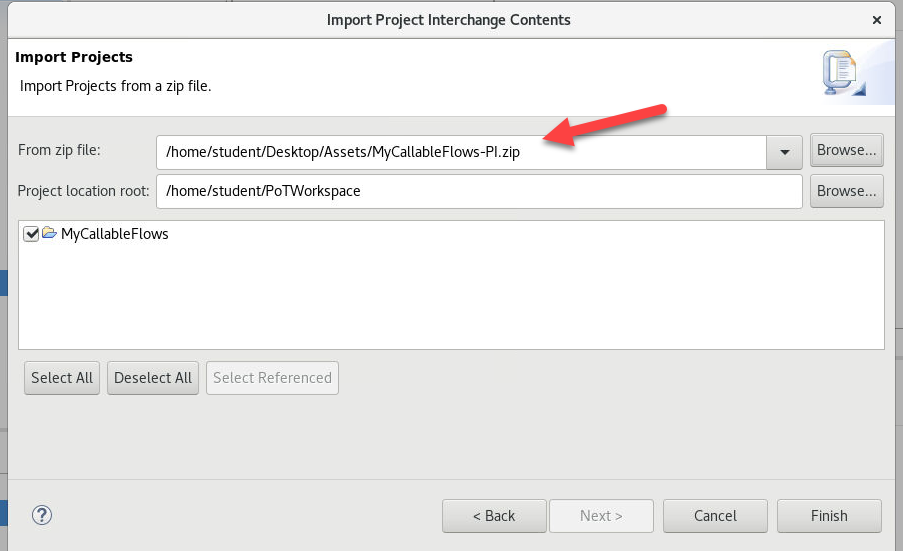 Import Project Interchange Contents
Import Projects
Import Projects from a zip file.
From zip file: /home/student/Desktop/Assets/MyCallableFlows-PI.zip Browse...
Project location root: /home/student/PoTWorkspace Browse...
MyCallableFlows
Select All Deselect All Select Referenced
< Back Next > Cancel Finish